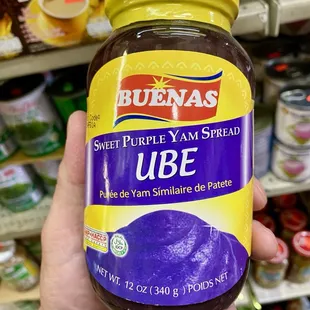 BUENAS
SWEET PURPLE YAM SPREAD
UBE
Purée de Yam Similaire de Patete
NET WT. 12 OZ (340 g) POIDS NET